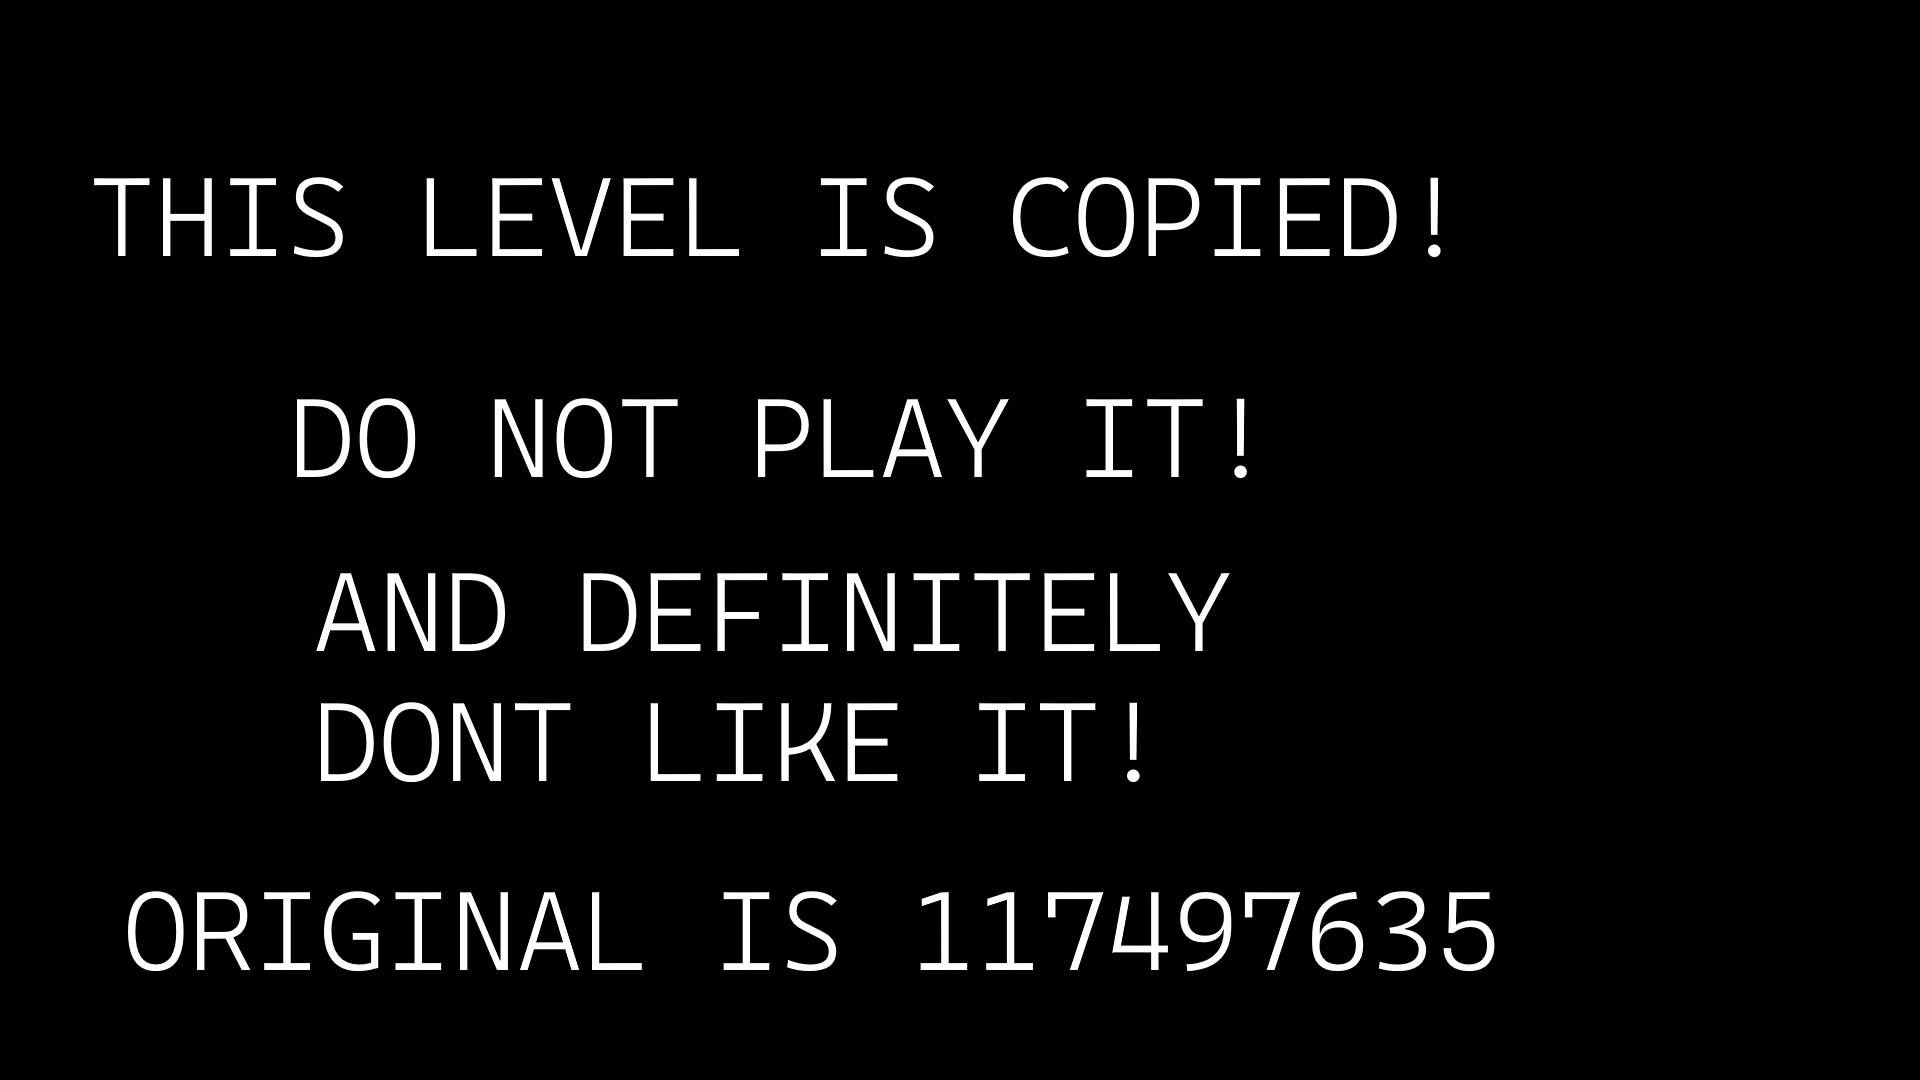 THIS LEVEL IS COPIED!
DO NOT PLAY IT!
AND DEFINITELY
DONT LIKE IT!
ORIGINAL IS 117497635